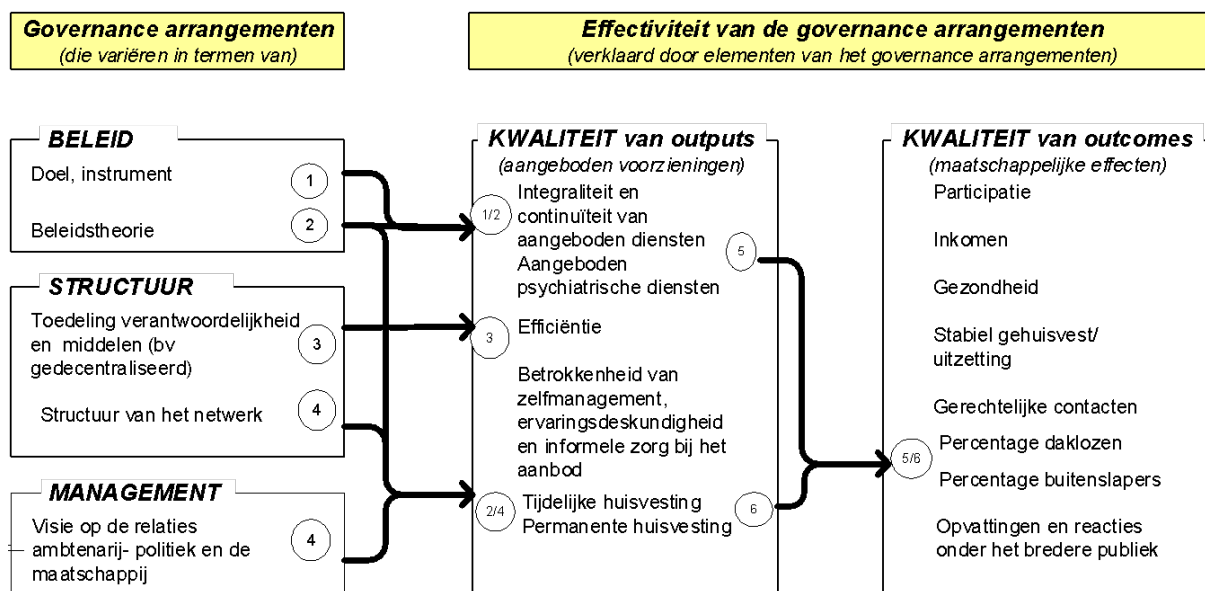 Governance arrangementen
(die variëren in termen van)
Effectiviteit van de governance arrangementen
(verklaard door elementen van het governance arrangementen)
BELEID
Doel, instrument
1
Beleidstheorie
2
STRUCTUUR
Toedeling verantwoordelijkheid
en middelen (bv
gedecentraliseerd)
3
Structuur van het netwerk
4
MANAGEMENT
Visie op de relaties
ambtenarij- politiek en de
maatschappij
4
KWALITEIT van outputs
(aangeboden voorzieningen)
1/2
Integraliteit en
continuïteit van
aangeboden diensten
Aangeboden
psychiatrische diensten
5
3
Efficiëntie
Betrokkenheid van
zelfmanagement,
ervaringsdeskundigheid
en informele zorg bij het
aanbod
2/4
Tijdelijke huisvesting
Permanente huisvesting
6
KWALITEIT van outcomes
(maatschappelijke effecten)
Participatie
Inkomen
Gezondheid
Stabiel gehuisvest/
uitzetting
Gerechtelijke contacten
5/6
Percentage daklozen
Percentage buitenslapers
Opvattingen en reacties
onder het bredere publiek